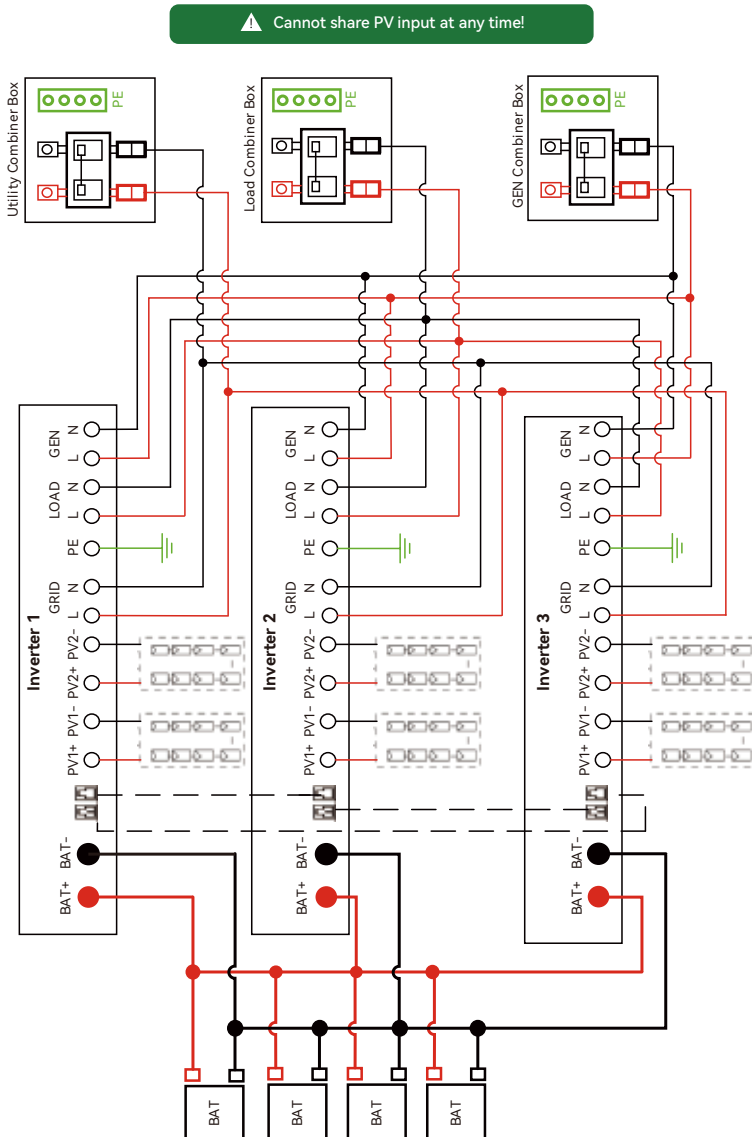 Cannot share PV input at any time!
Utility Combiner Box
PE
Load Combiner Box
PE
GEN Combiner Box
PE
Inverter 1
GEN
N
L
LOAD
N
L
PE
GRID
N
L
PV2-
PV2+
PV1-
PV1+
BAT-
BAT+
Inverter 2
GEN
N
L
LOAD
N
L
PE
GRID
N
L
PV2-
PV2+
PV1-
PV1+
BAT-
BAT+
Inverter 3
GEN
N
L
LOAD
N
L
PE
GRID
N
L
PV2-
PV2+
PV1-
PV1+
BAT-
BAT+
BAT
BAT
BAT
BAT